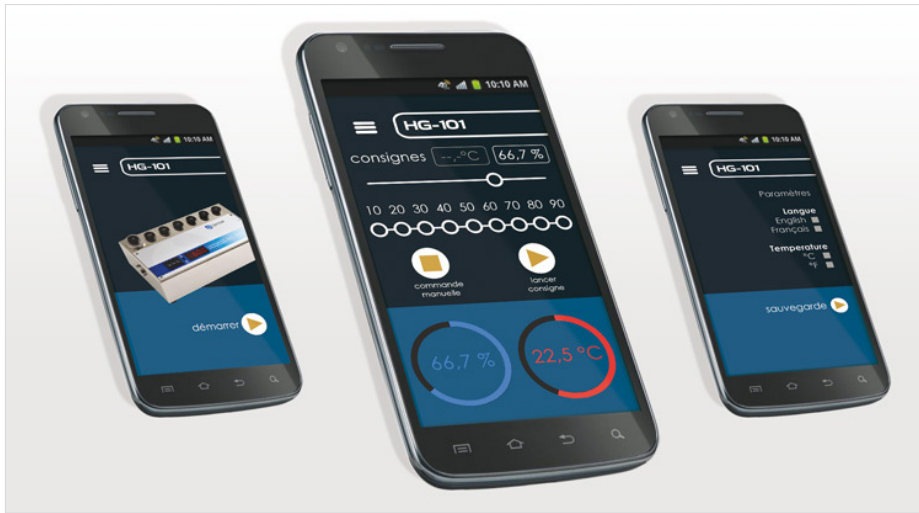 10:10 AM
HG-101
démarrer
10:10 AM
HG-101
consignes --,-°C 66,7 %
10 20 30 40 50 60 70 80 90
commande
manuelle
lancer
consigne
66,7 % 22,5 °C
10:10 AM
HG-101
Paramètres
Langue
English
Français
Temperature
°C
°F
sauvegarde